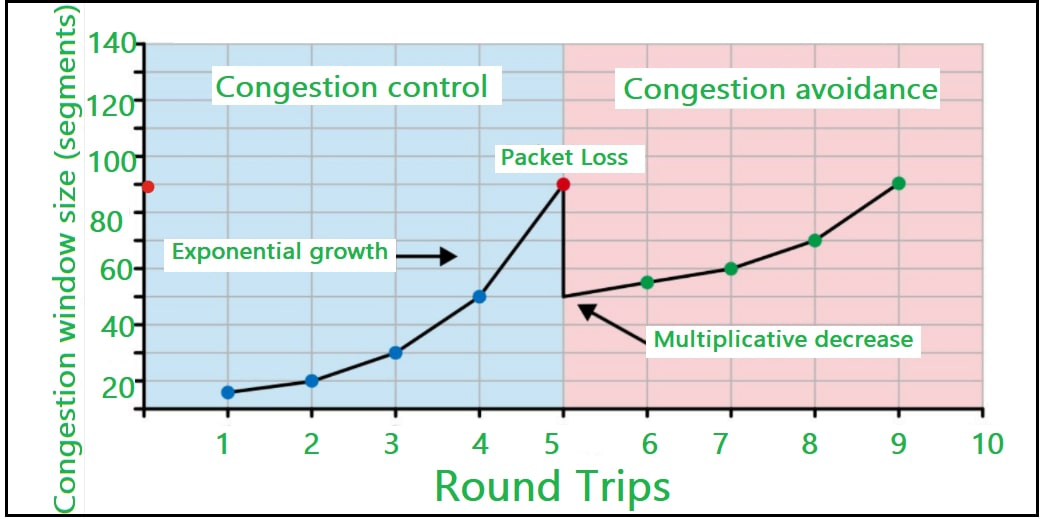 Congestion window size (segments)
140
120
100
80
60
40
20
Congestion control
Congestion avoidance
Packet Loss
Exponential growth
Multiplicative decrease
1 2 3 4 5 6 7 8 9 10
Round Trips